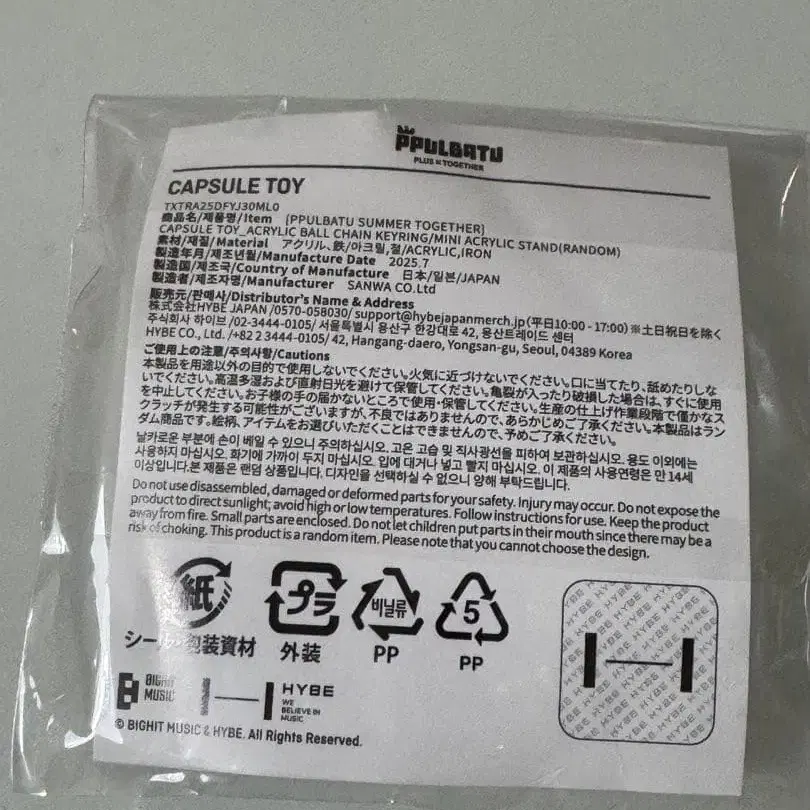 PPULBATU
PLUS × TOGETHER
CAPSULE TOY
TXTRA25DFYJ30ML0
商品名/제품명/Item {PPULBATU SUMMER TOGETHER}
CAPSULE TOY_ACRYLIC BALL CHAIN KEYRING/MINI ACRYLIC STAND(RANDOM)
素材/재질/Material アクリル、鉄/아크릴,철/ACRYLIC,IRON
製造年月/제조년월/Manufacture Date 2025.7
製造国/제조국/Country of Manufacture 日本/일본/JAPAN
製造者/제조자명/Manufacturer SANWA CO.Ltd
販売元/판매사/Distributor's Name & Address
株式会社HYBE JAPAN /0570-058030/ support@hybejapanmerch.jp (平日10:00 - 17:00) ※土日祝日を除く
주식회사 하이브 /02-3444-0105/ 서울특별시 용산구 한강대로 42, 용산트레이드 센터
HYBE CO., Ltd./+82 2 3444-0105/ 42, Hangang-daero, Yongsan-gu, Seoul, 04389 Korea
ご使用上の注意/주의사항/Cautions
本製品を用途以外の目的で使用しないでください。火気に近づけないでください。口に当てたり、舐めたりしな
いでください。高温多湿および直射日光を避けて保管してください。亀裂が入ったり破損した場合は、すぐに使用
を中止してください。お子様の手の届かないところで使用・保管してください。生産の仕上げ作業段階で僅かなス
クラッチが発生する可能性がございますが、不良ではありませんので、あらかじめご了承ください。本製品はラン
ダム商品です。絵柄、アイテムをお選びいただくことはできませんので、予めご了承ください。
날카로운 부분에 손이 베일 수 있으니 주의하십시오. 고온 고습 및 직사광선을 피하여 보관하십시오. 용도 이외에는
사용하지 마십시오. 화기에 가까이 두지 마십시오. 입에 대거나 넣고 빨지 마십시오. 이 제품의 사용연령은 만 14세
이상입니다.본 제품은 랜덤 상품입니다. 디자인을 선택하실 수 없으니 양해 부탁드립니다.
Do not use disassembled, damaged or deformed parts for your safety. Injury may occur. Do not expose the
product to direct sunlight; avoid high or low temperatures. Follow instructions for use. Keep the product
away from fire. Small parts are enclosed. Do not let children put parts in their mouth since there may be a
risk of choking. This product is a random item. Please note that you cannot choose the design.
紙 プラ 비닐류 5
シール・包装資材 外装 PP PP
BIGHIT MUSIC HYBE
WE BELIEVE IN MUSIC
© BIGHIT MUSIC & HYBE. All Rights Reserved.
HYBE HYBE HYBE